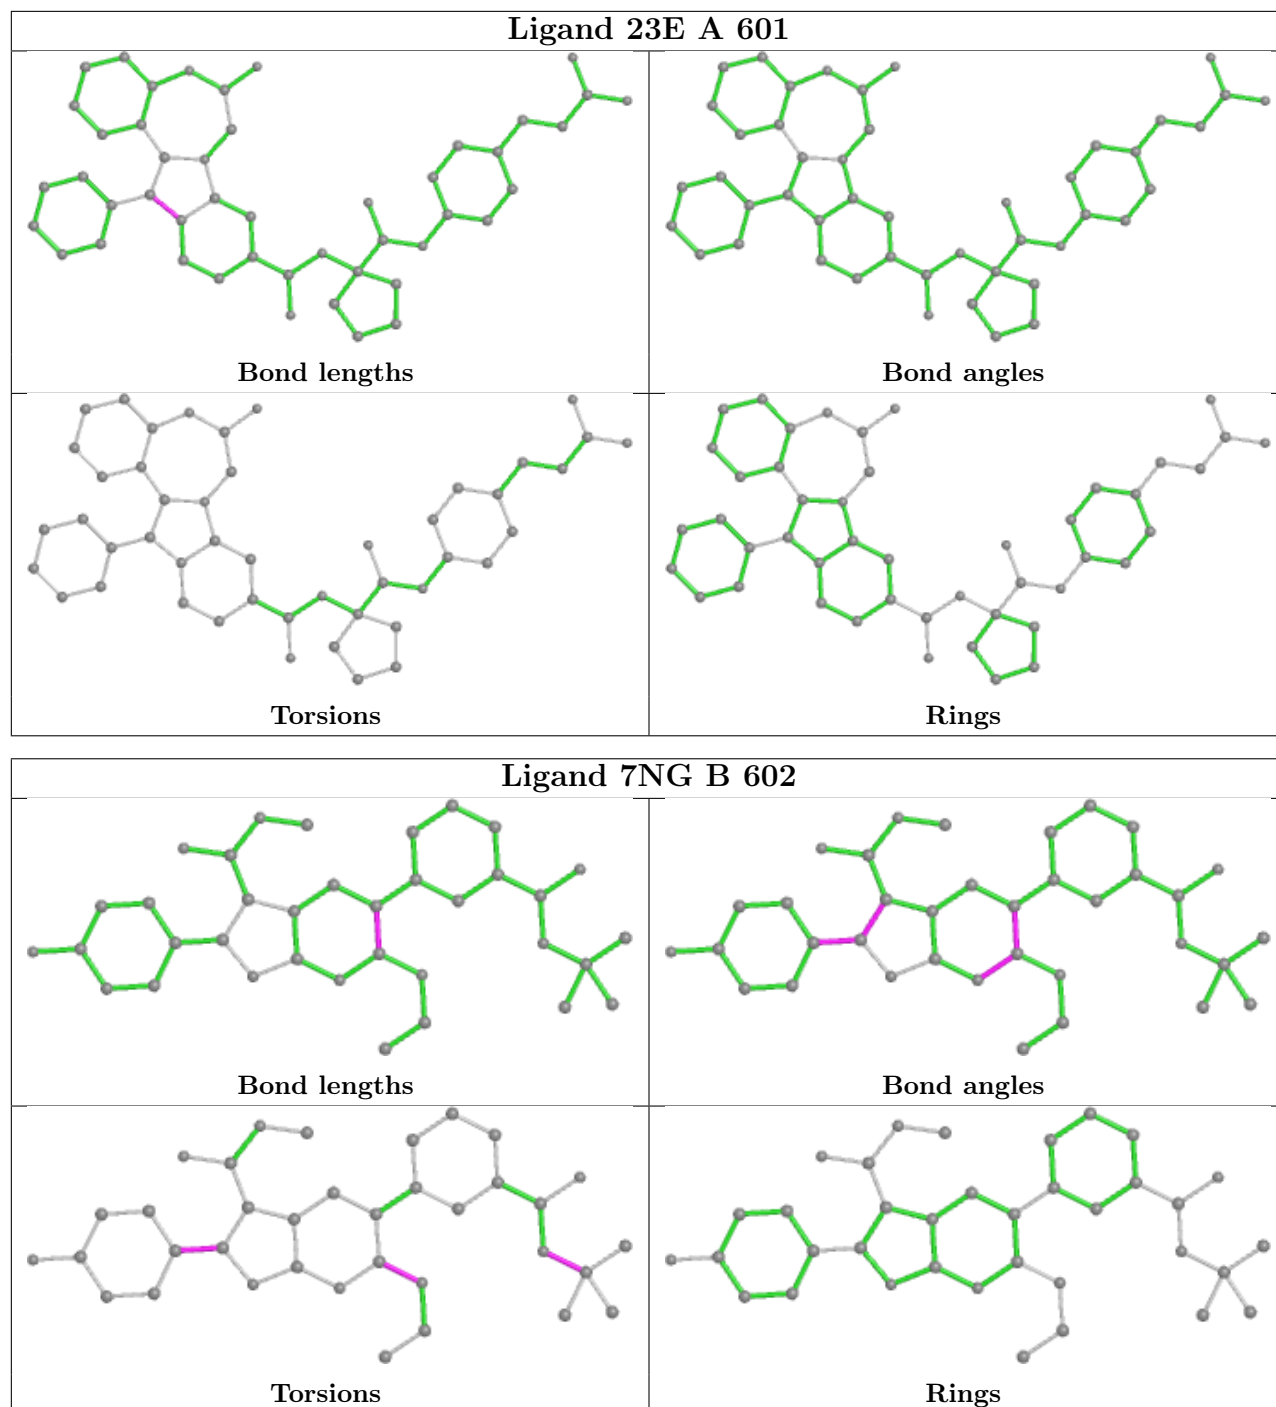 Ligand 23E A 601
Bond lengths
Bond angles
Torsions
Rings
Ligand 7NG B 602
Bond lengths
Bond angles
Torsions
Rings